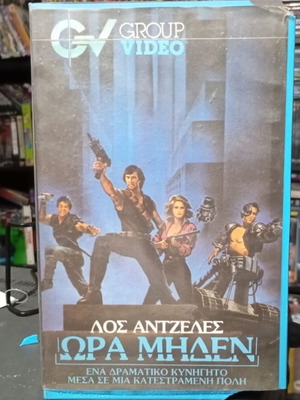 GV GROUP
VIDEO
ΛΟΣ ΑΝΤΖΕΛΕΣ
ΩΡΑ ΜΗΔΕΝ
ΕΝΑ ΔΡΑΜΑΤΙΚΟ ΚΥΝΗΓΗΤΟ
ΜΕΣΑ ΣΕ ΜΙΑ ΚΑΤΕΣΤΡΑΜΕΝΗ ΠΟΛΗ